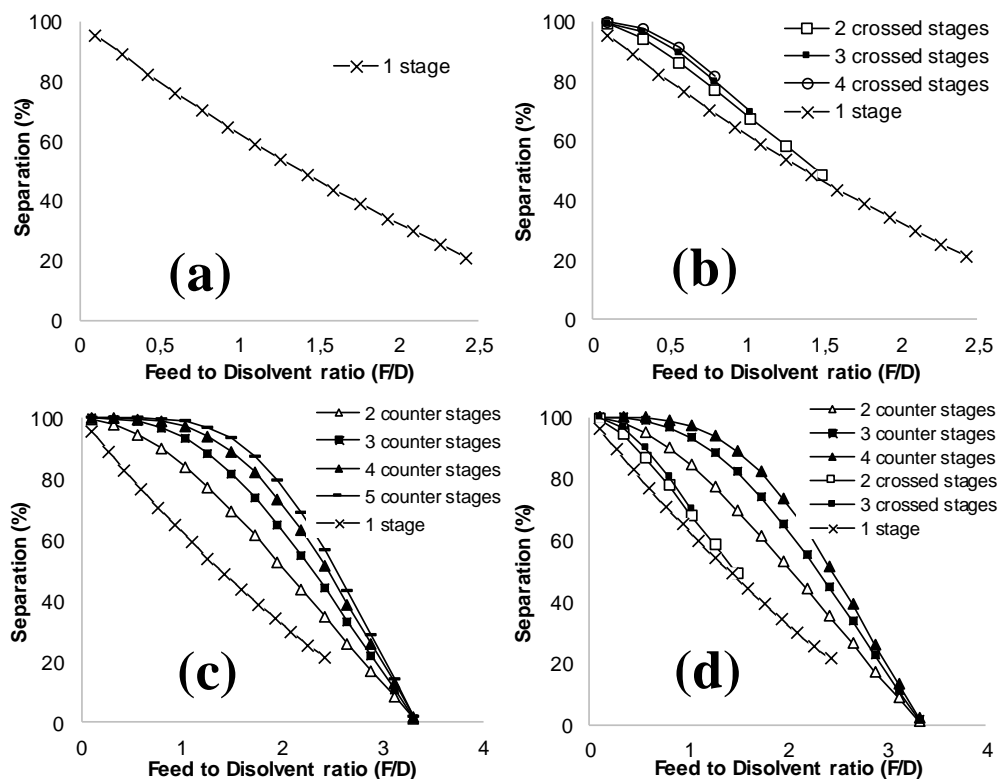 100
80
60
40
20
0
Separation (%)
1 stage
(a)
0 0,5 1 1,5 2 2,5
Feed to Disolvent ratio (F/D)
100
80
60
40
20
0
Separation (%)
2 crossed stages
3 crossed stages
4 crossed stages
1 stage
(b)
0 0,5 1 1,5 2 2,5
Feed to Disolvent ratio (F/D)
100
80
60
40
20
0
Separation (%)
2 counter stages
3 counter stages
4 counter stages
5 counter stages
1 stage
(c)
0 1 2 3 4
Feed to Disolvent ratio (F/D)
100
80
60
40
20
0
Separation (%)
2 counter stages
3 counter stages
4 counter stages
2 crossed stages
3 crossed stages
1 stage
(d)
0 1 2 3 4
Feed to Disolvent ratio (F/D)